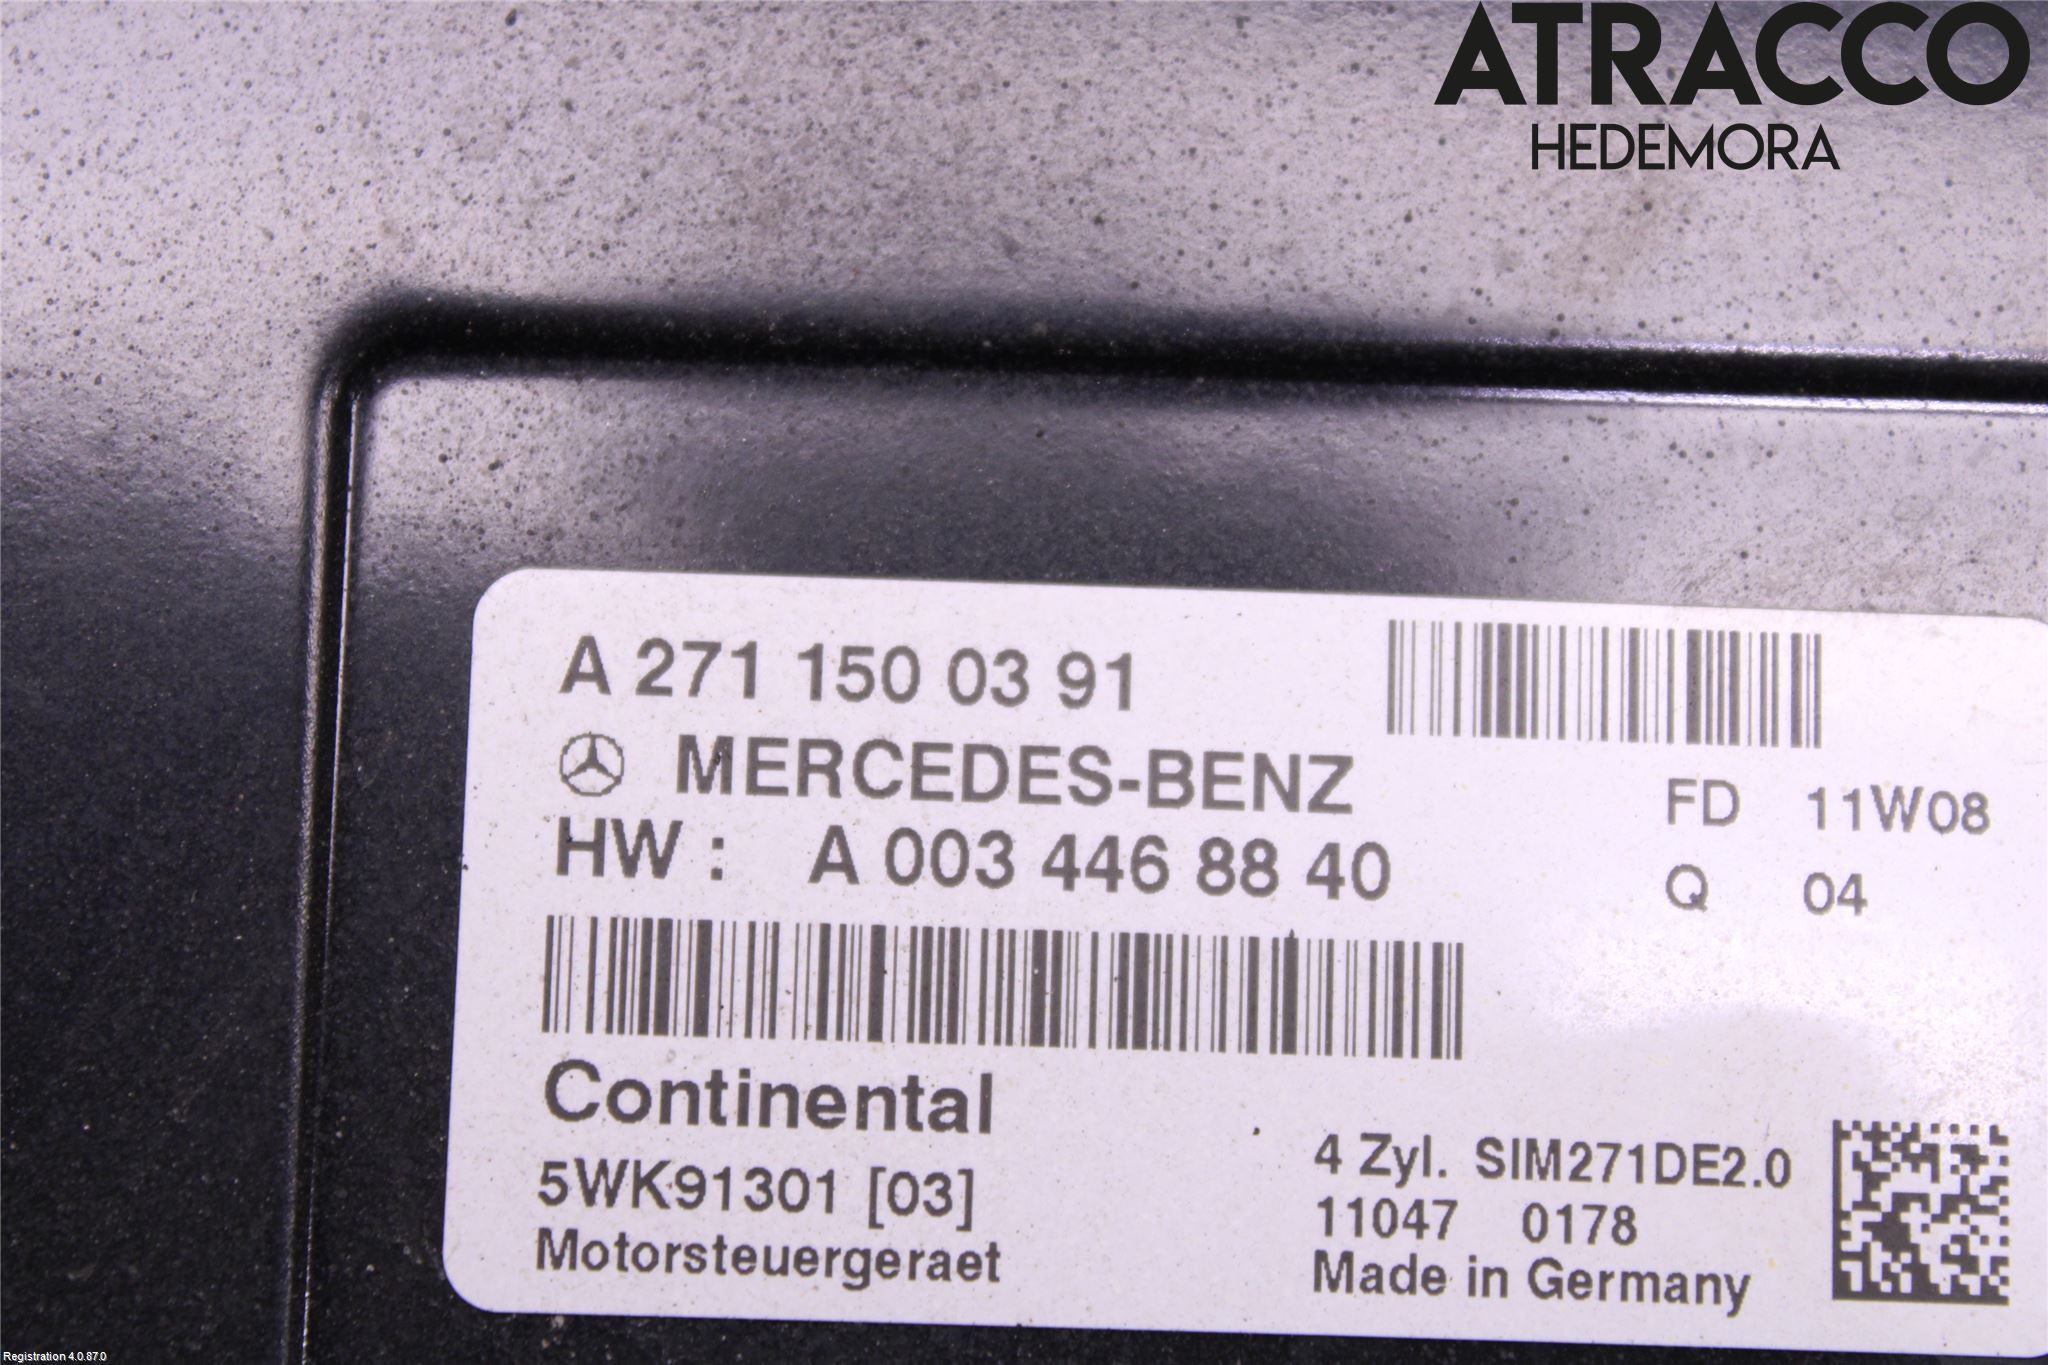 ATRACCO
HEDEMORA
A 271 150 03 91
MERCEDES-BENZ
FD 11W08
HW : A 003 446 88 40
Q 04
Continental
5WK91301 [03]
Motorsteuergeraet
4 Zyl. SIM271DE2.0
11047 0178
Made in Germany
Registration 4.0.87.0